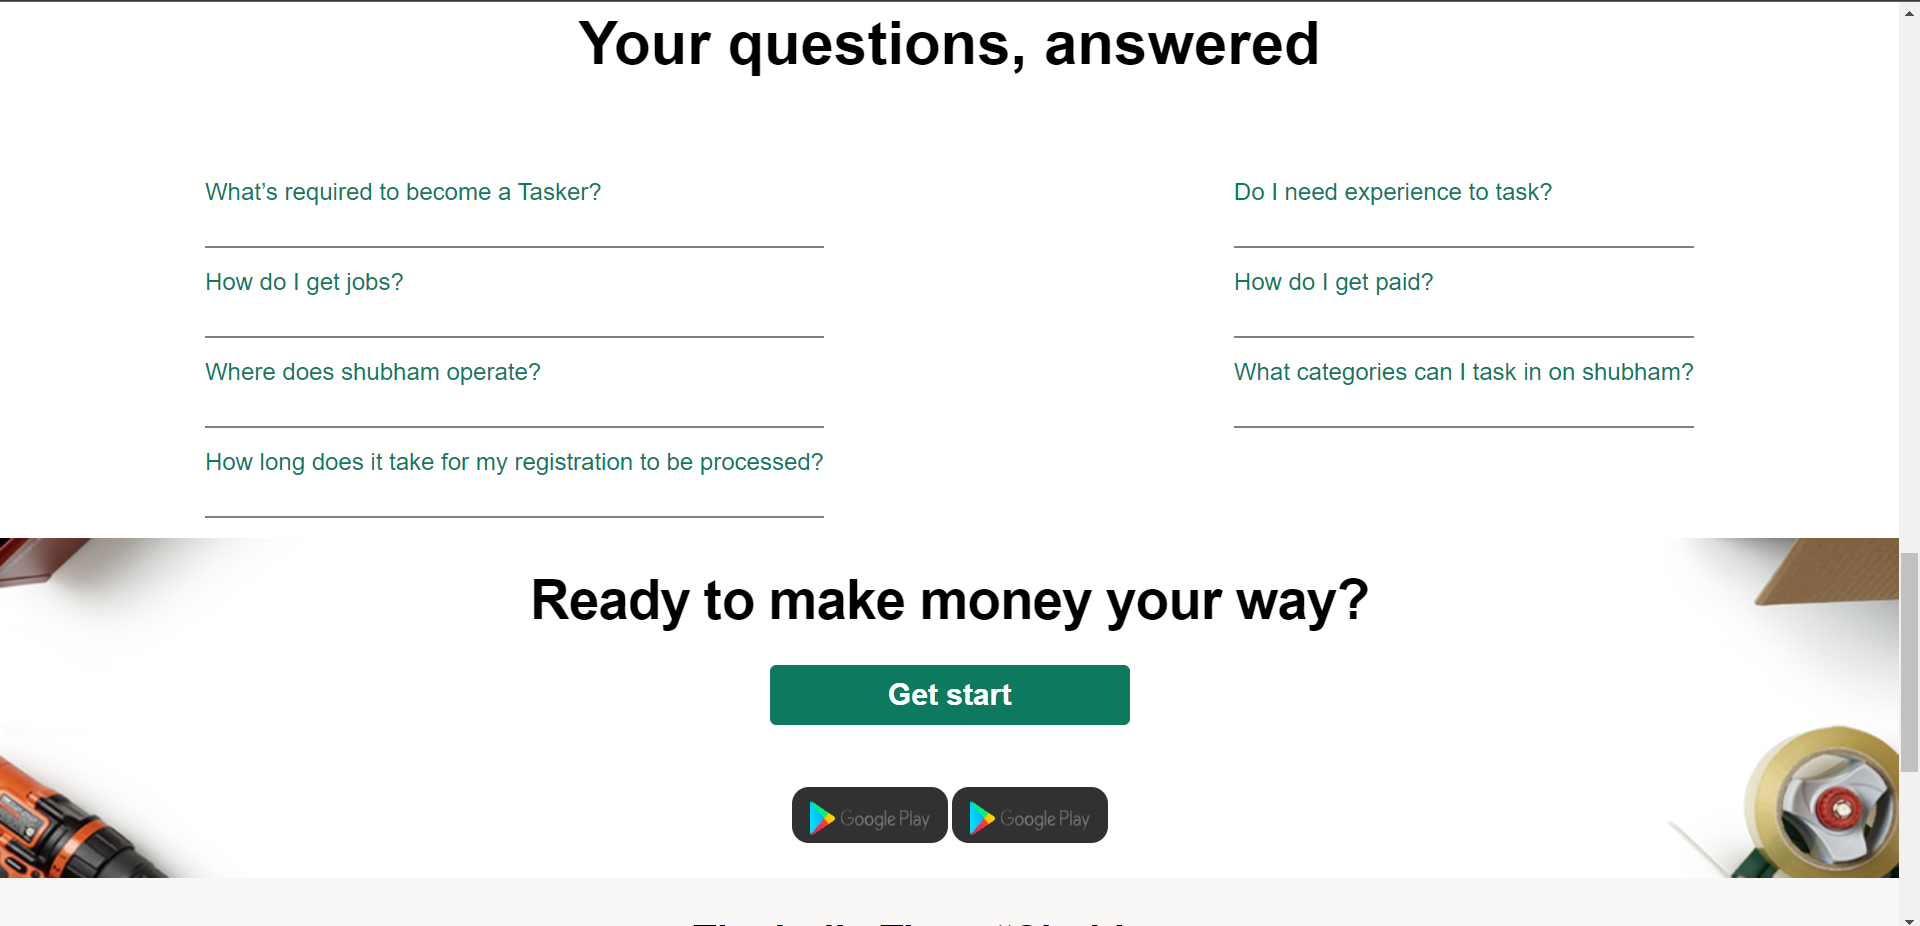 Your questions, answered
What’s required to become a Tasker?
How do I get jobs?
Where does shubham operate?
How long does it take for my registration to be processed?
Do I need experience to task?
How do I get paid?
What categories can I task in on shubham?
Ready to make money your way?
Get start
Google Play
Google Play